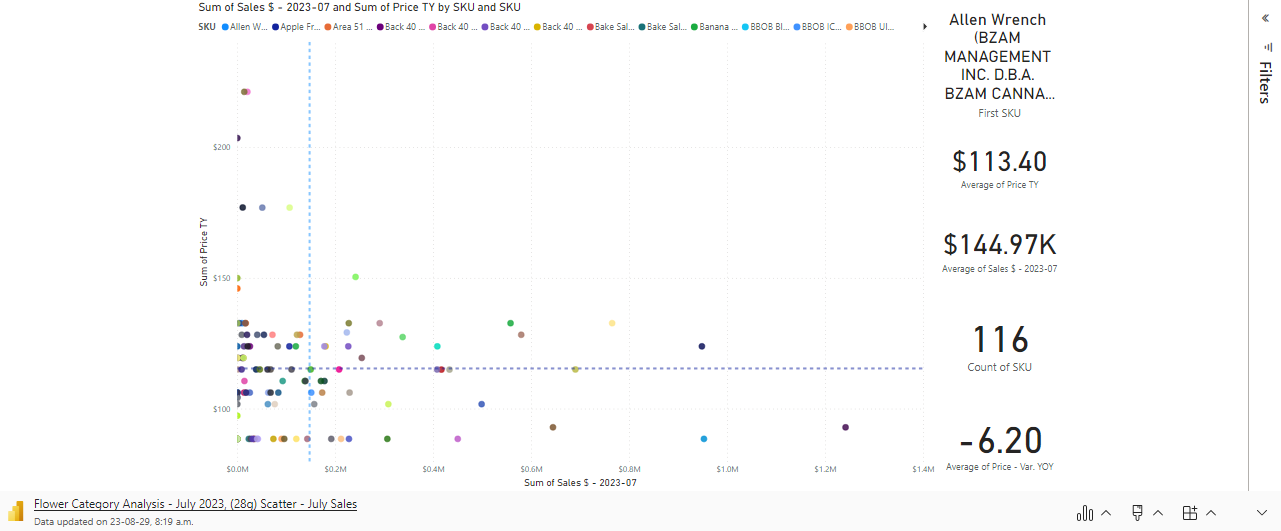 Sum of Sales $ - 2023-07 and Sum of Price TY by SKU and SKU
SKU Allen W... Apple Fr... Area 51 ... Back 40 ... Back 40 ... Back 40 ... Back 40 ... Bake Sal... Bake Sal... Banana ... BBOB BI... BBOB IC... BBOB UI...
$200
$150
$100
Sum of Price TY
$0.0M $0.2M $0.4M $0.6M $0.8M $1.0M $1.2M $1.4M
Sum of Sales $ - 2023-07
Allen Wrench
(BZAM
MANAGEMENT
INC. D.B.A.
BZAM CANNA...
First SKU
$113.40
Average of Price TY
$144.97K
Average of Sales $ - 2023-07
116
Count of SKU
-6.20
Average of Price - Var. YOY
Filters
Flower Category Analysis - July 2023, (28g) Scatter - July Sales
Data updated on 23-08-29, 8:19 a.m.